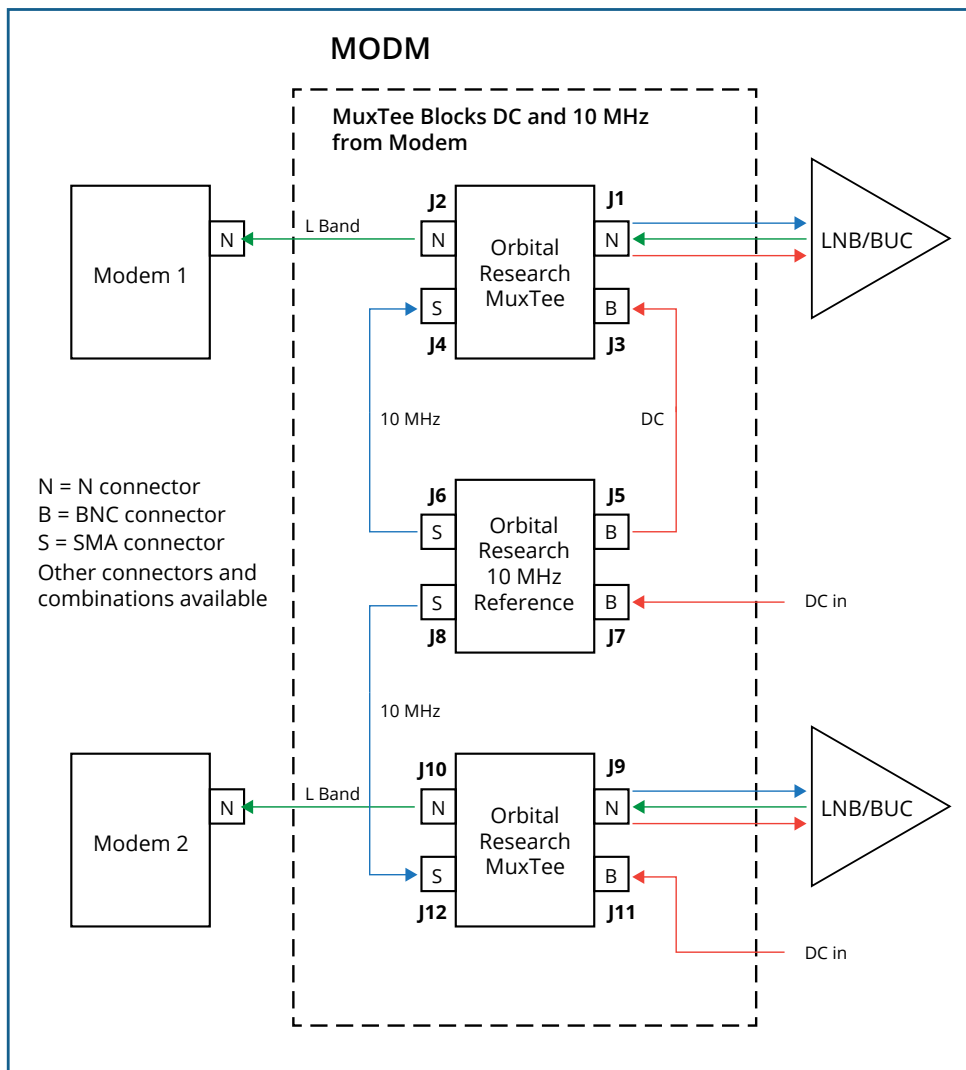 MODM
MuxTee Blocks DC and 10 MHz
from Modem
J2
J1
L Band
N
N
Orbital
Research
MuxTee
N
LNB/BUC
Modem 1
S
B
J4
J3
10 MHz
DC
N = N connector
B = BNC connector
S = SMA connector
Other connectors and
combinations available
J6
J5
S
Orbital
Research
10 MHz
Reference
B
S
B
DC in
J8
J7
10 MHz
J10
J9
L Band
N
N
Orbital
Research
MuxTee
N
LNB/BUC
Modem 2
S
B
J12
J11
DC in